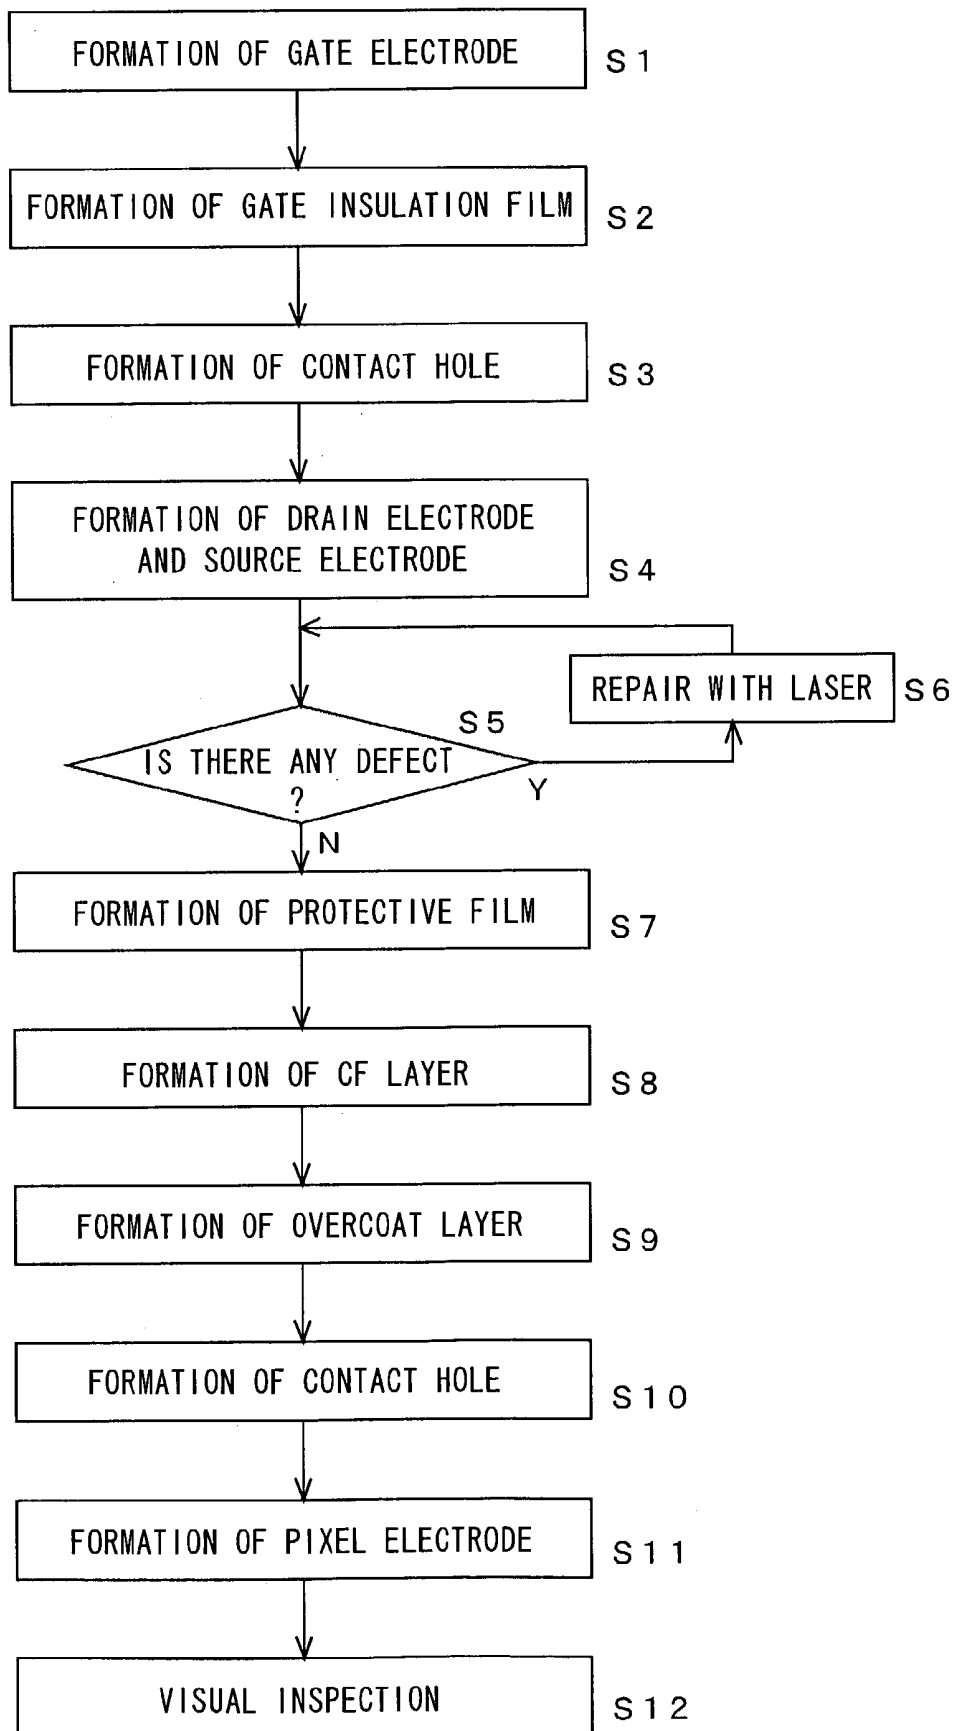 FORMATION OF GATE ELECTRODE
S1
FORMATION OF GATE INSULATION FILM
S2
FORMATION OF CONTACT HOLE
S3
FORMATION OF DRAIN ELECTRODE
AND SOURCE ELECTRODE
S4
REPAIR WITH LASER
S6
S5
IS THERE ANY DEFECT
?
Y
N
FORMATION OF PROTECTIVE FILM
S7
FORMATION OF CF LAYER
S8
FORMATION OF OVERCOAT LAYER
S9
FORMATION OF CONTACT HOLE
S10
FORMATION OF PIXEL ELECTRODE
S11
VISUAL INSPECTION
S12